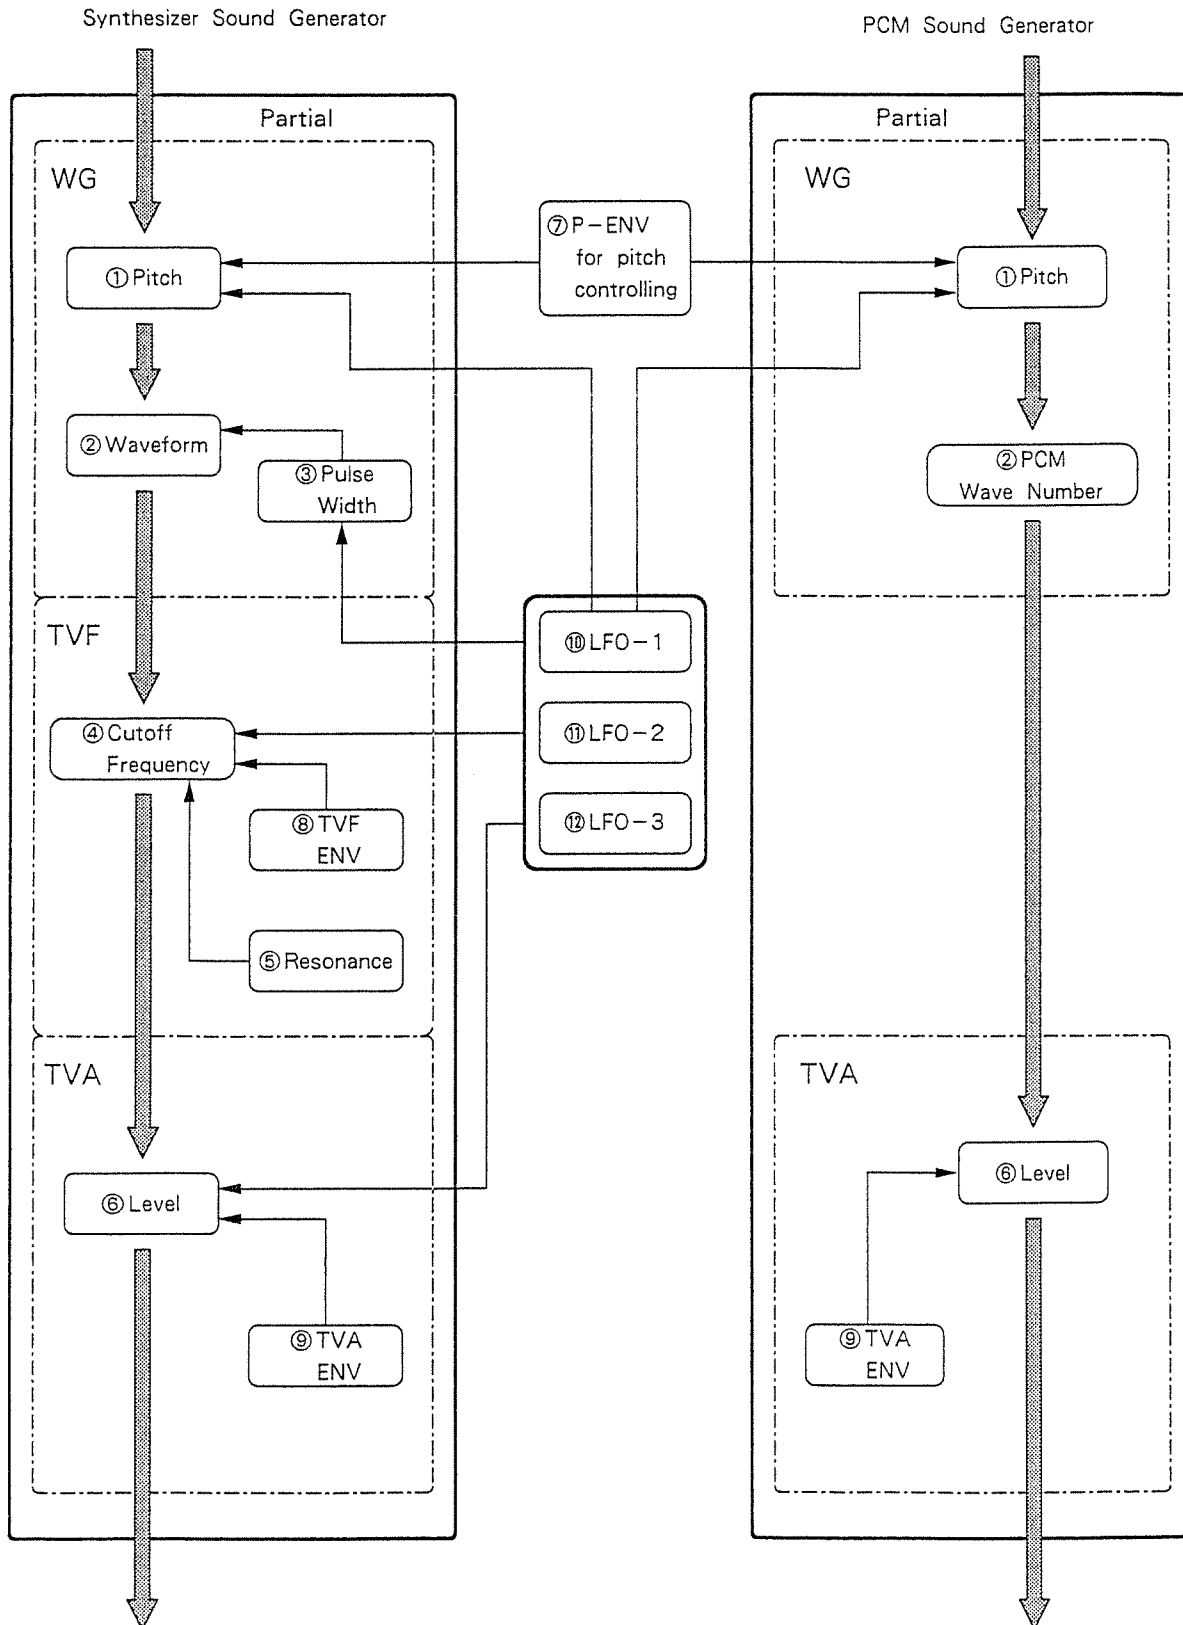 Synthesizer Sound Generator
PCM Sound Generator
Partial
WG
①Pitch
②Waveform
③Pulse
Width
TVF
④Cutoff
Frequency
⑧TVF
ENV
⑤Resonance
TVA
⑥Level
⑨TVA
ENV
⑦P-ENV
for pitch
controlling
⑩LFO-1
⑪LFO-2
⑫LFO-3
Partial
WG
①Pitch
②PCM
Wave Number
TVA
⑥Level
⑨TVA
ENV